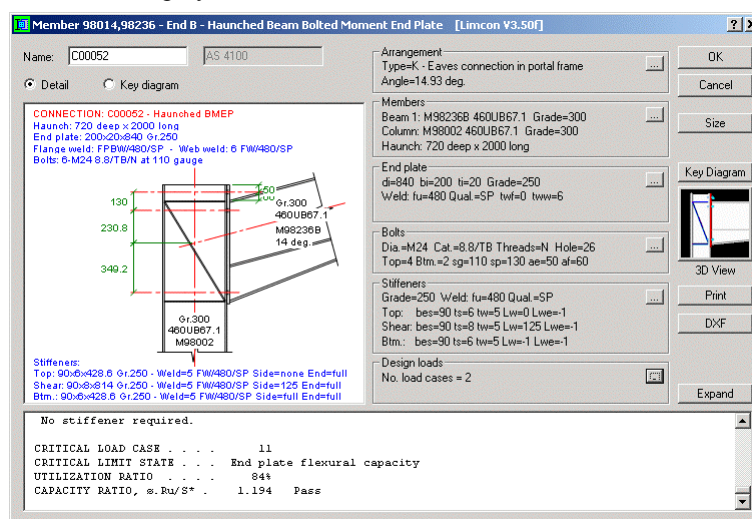 Member 98014,98236 - End B - Haunched Beam Bolted Moment End Plate [Limcon V3.50f]
Name: C00052 AS 4100
Detail Key diagram
CONNECTION: C00052 - Haunched BMEP
Haunch: 720 deep x 2000 long
End plate: 200x20x840 Gr.250
Flange weld: FPBW/480/SP - Web weld: 6 FW/480/SP
Bolts: 6-M24 8.8/TB/N at 110 gauge
50
130
Gr.300
460UB67.1
230.8
M98236B
14 deg.
349.2
Gr.300
460UB67.1
M98002
Stiffeners:
Top: 90x6x428.6 Gr.250 - Weld=5 FW/480/SP Side=none End=full
Shear: 90x8x814 Gr.250 - Weld=5 FW/480/SP Side=125 End=full
Btm.: 90x6x428.6 Gr.250 - Weld=5 FW/480/SP Side=full End=full
Arrangement
Type=K - Eaves connection in portal frame
Angle=14.93 deg.
...
Members
Beam 1: M98236B 460UB67.1 Grade=300
Column: M98002 460UB67.1 Grade=300
Haunch: 720 deep x 2000 long
...
End plate
di=840 bi=200 ti=20 Grade=250
Weld: fu=480 Qual.=SP twf=0 tww=6
...
Bolts
Dia.=M24 Cat.=8.8/TB Threads=N Hole=26
Top=4 Btm.=2 sg=110 sp=130 ae=50 af=60
...
Stiffeners
Grade=250 Weld: fu=480 Qual.=SP
Top: bes=90 ts=6 tw=5 Lw=0 Lwe=-1
Shear: bes=90 ts=8 tw=5 Lw=125 Lwe=-1
Btm.: bes=90 ts=6 tw=5 Lw=-1 Lwe=-1
...
Design loads
No. load cases = 2
...
OK
Cancel
Size
Key Diagram
3D View
Print
DXF
Expand
No stiffener required.
CRITICAL LOAD CASE . . . . 11
CRITICAL LIMIT STATE . . . End plate flexural capacity
UTILIZATION RATIO . . . . 84%
CAPACITY RATIO, ø.Ru/S* . 1.194 Pass